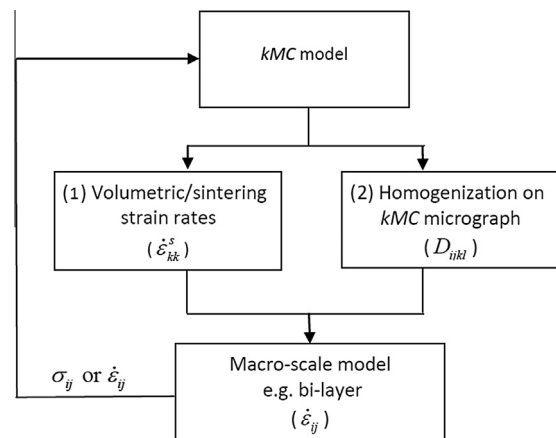 kMC model
(1) Volumetric/sintering
strain rates
( ε̇ˢₖₖ )
(2) Homogenization on
kMC micrograph
( Dᵢⱼₖₗ )
Macro-scale model
e.g. bi-layer
( ε̇ᵢⱼ )
σᵢⱼ or ε̇ᵢⱼ